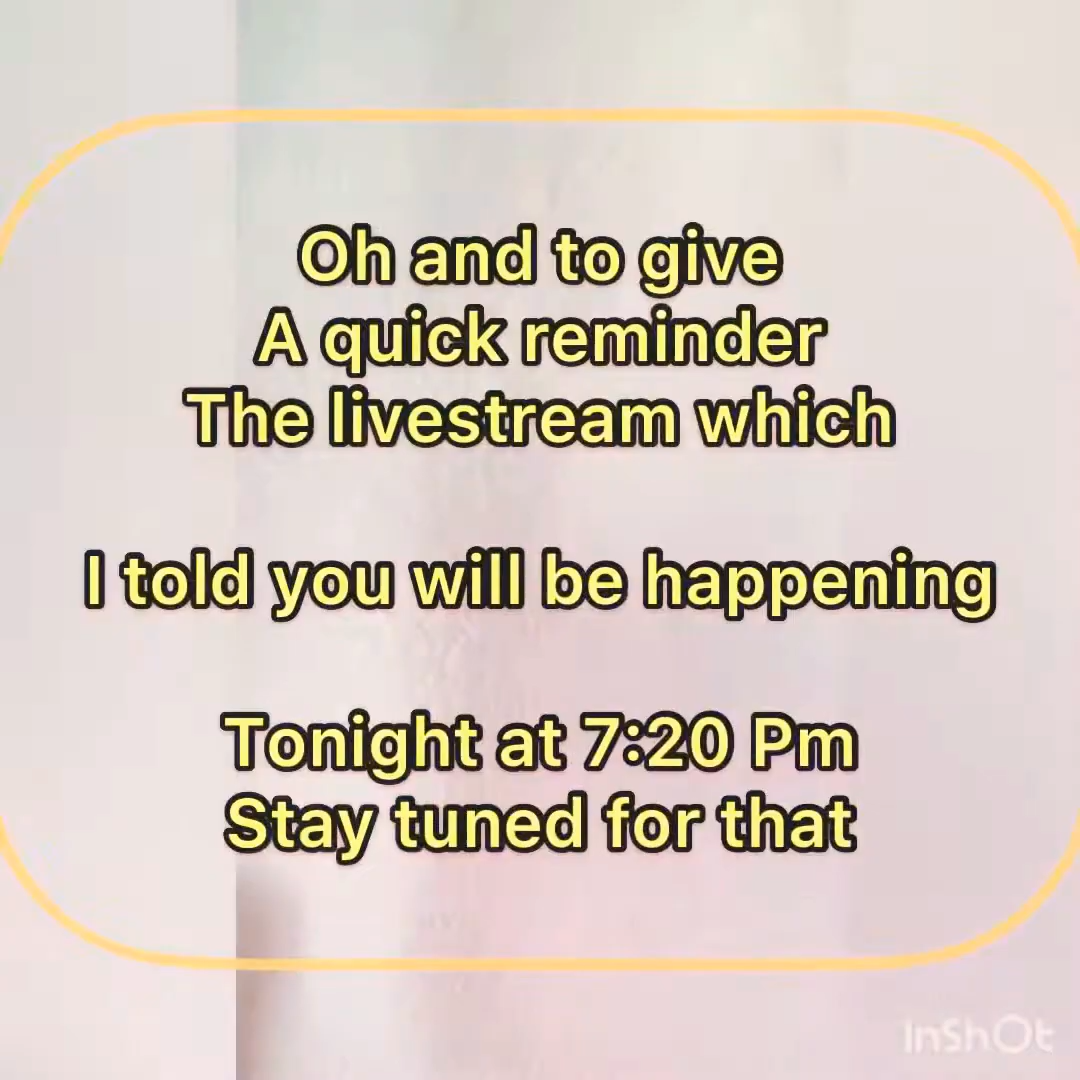 Oh and to give
A quick reminder
The livestream which
I told you will be happening
Tonight at 7:20 Pm
Stay tuned for that
InShOt